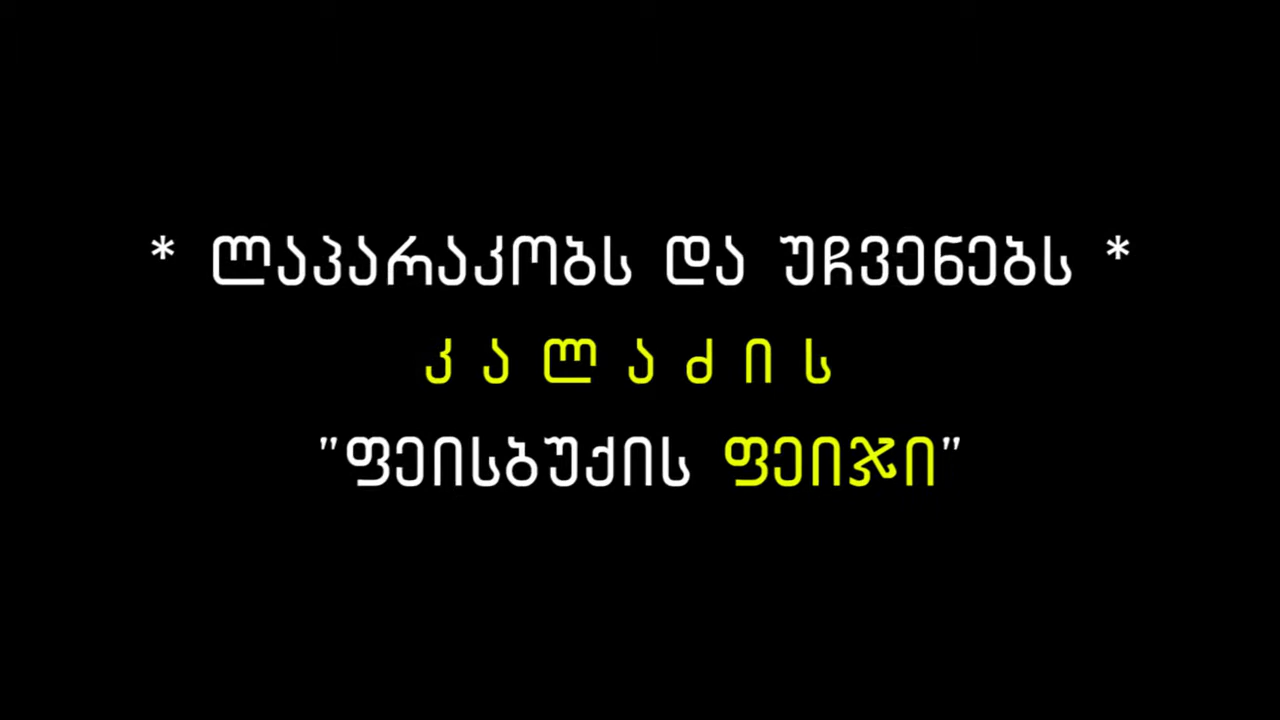 * ლაპარაკობს და უჩვენებს *
კ ა ლ ა ძ ი ს
"ფეისბუქის ფეიჯი"